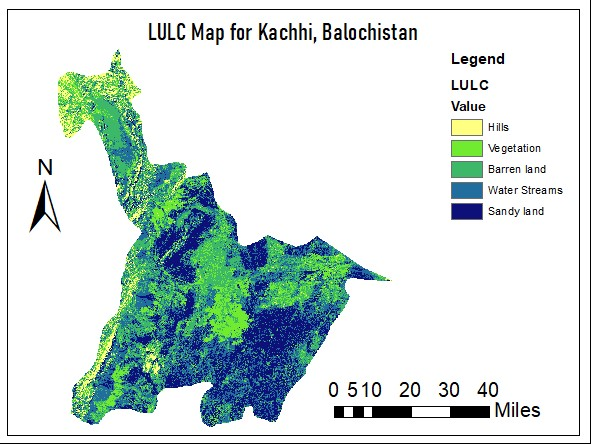 LULC Map for Kachhi, Balochistan
Legend
LULC
Value
Hills
Vegetation
Barren land
Water Streams
Sandy land
N
0 5 10 20 30 40
Miles